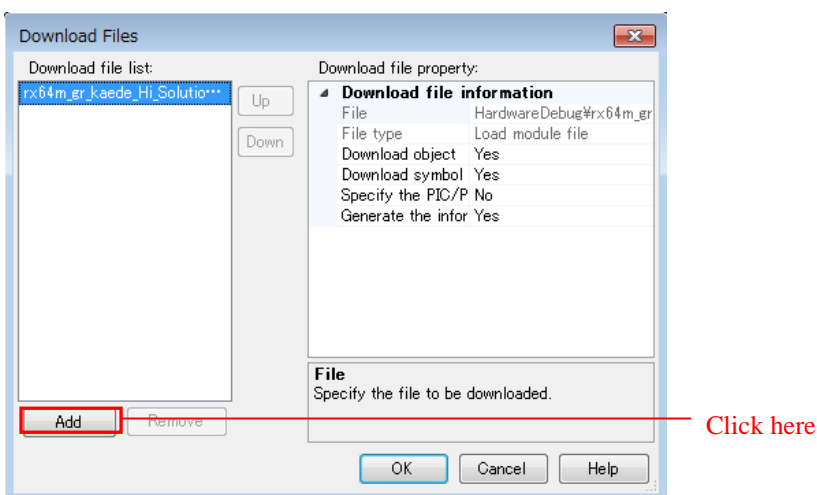 Download Files
Download file list:
rx64m_gr_kaede_Hi_Solutio···
Up
Down
Add
Remove
Download file property:
Download file information
File HardwareDebug¥rx64m_gr
File type Load module file
Download object Yes
Download symbol Yes
Specify the PIC/P No
Generate the infor Yes
File
Specify the file to be downloaded.
Click here
OK
Cancel
Help